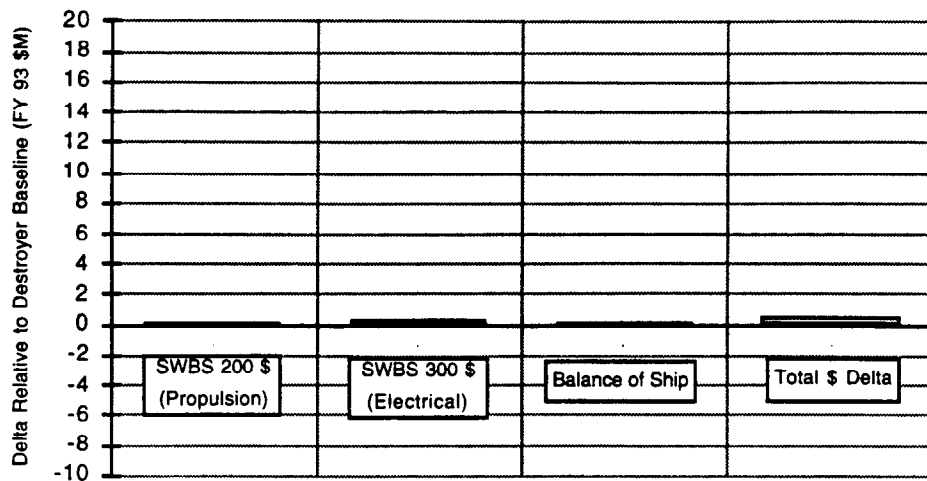 Delta Relative to Destroyer Baseline (FY 93 $M)
20
18
16
14
12
10
8
6
4
2
0
-2
-4
-6
-8
-10
SWBS 200 $
(Propulsion)
SWBS 300 $
(Electrical)
Balance of Ship
Total $ Delta